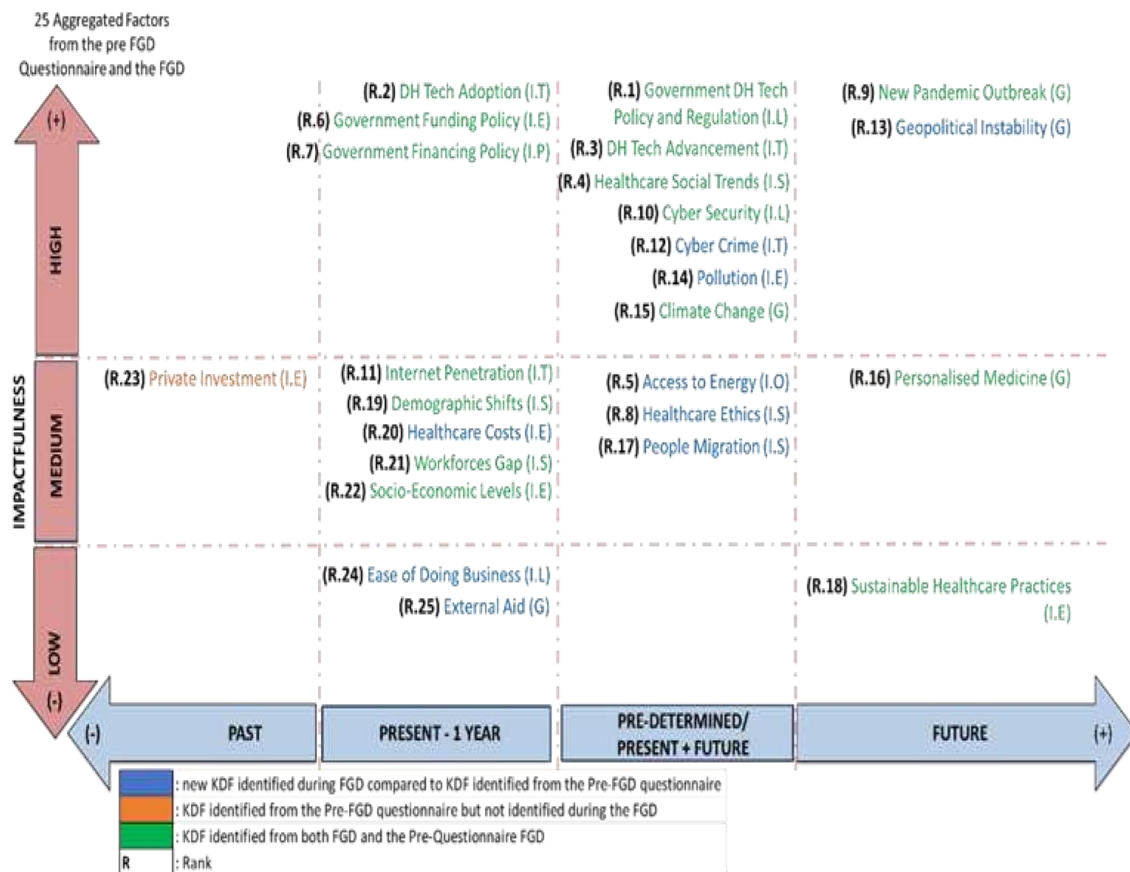 25 Aggregated Factors
from the pre FGD
Questionnaire and the FGD
(+)
HIGH
MEDIUM
LOW
(-)
IMPACTFULNESS
(R.2) DH Tech Adoption (I.T)
(R.6) Government Funding Policy (I.E)
(R.7) Government Financing Policy (I.P)
(R.1) Government DH Tech
Policy and Regulation (I.L)
(R.3) DH Tech Advancement (I.T)
(R.4) Healthcare Social Trends (I.S)
(R.10) Cyber Security (I.L)
(R.12) Cyber Crime (I.T)
(R.14) Pollution (I.E)
(R.15) Climate Change (G)
(R.9) New Pandemic Outbreak (G)
(R.13) Geopolitical Instability (G)
(R.23) Private Investment (I.E)
(R.11) Internet Penetration (I.T)
(R.19) Demographic Shifts (I.S)
(R.20) Healthcare Costs (I.E)
(R.21) Workforces Gap (I.S)
(R.22) Socio-Economic Levels (I.E)
(R.5) Access to Energy (I.O)
(R.8) Healthcare Ethics (I.S)
(R.17) People Migration (I.S)
(R.16) Personalised Medicine (G)
(R.24) Ease of Doing Business (I.L)
(R.25) External Aid (G)
(R.18) Sustainable Healthcare Practices
(I.E)
(-)
PAST
PRESENT - 1 YEAR
PRE-DETERMINED/
PRESENT + FUTURE
FUTURE
(+)
: new KDF identified during FGD compared to KDF identified from the Pre-FGD questionnaire
: KDF identified from the Pre-FGD questionnaire but not identified during the FGD
: KDF identified from both FGD and the Pre-Questionnaire FGD
R : Rank